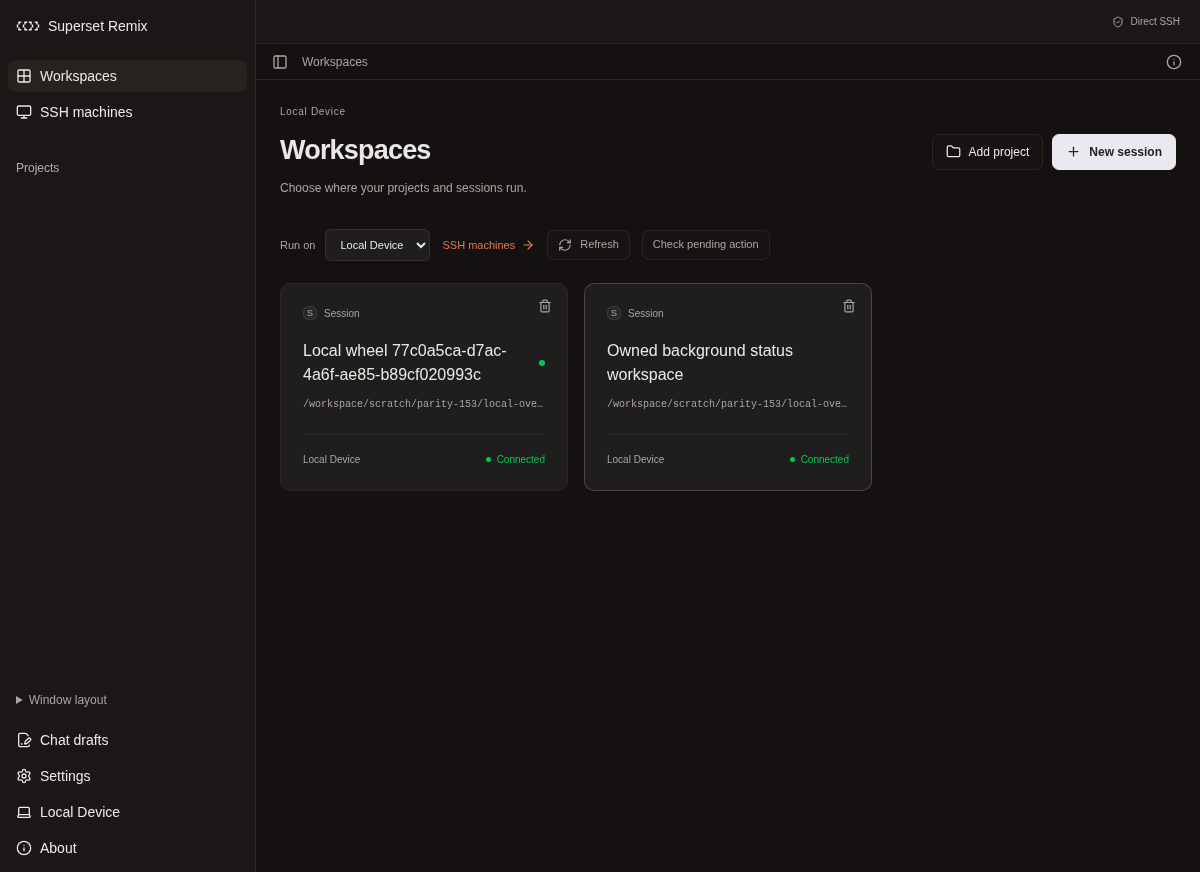 Superset Remix
Direct SSH
Workspaces
SSH machines
Projects
Workspaces
Local Device
Workspaces
Choose where your projects and sessions run.
Add project
New session
Run on
Local Device
SSH machines
Refresh
Check pending action
S Session
Local wheel 77c0a5ca-d7ac-
4a6f-ae85-b89cf020993c
/workspace/scratch/parity-153/local-ove…
Local Device
Connected
S Session
Owned background status
workspace
/workspace/scratch/parity-153/local-ove…
Local Device
Connected
Window layout
Chat drafts
Settings
Local Device
About